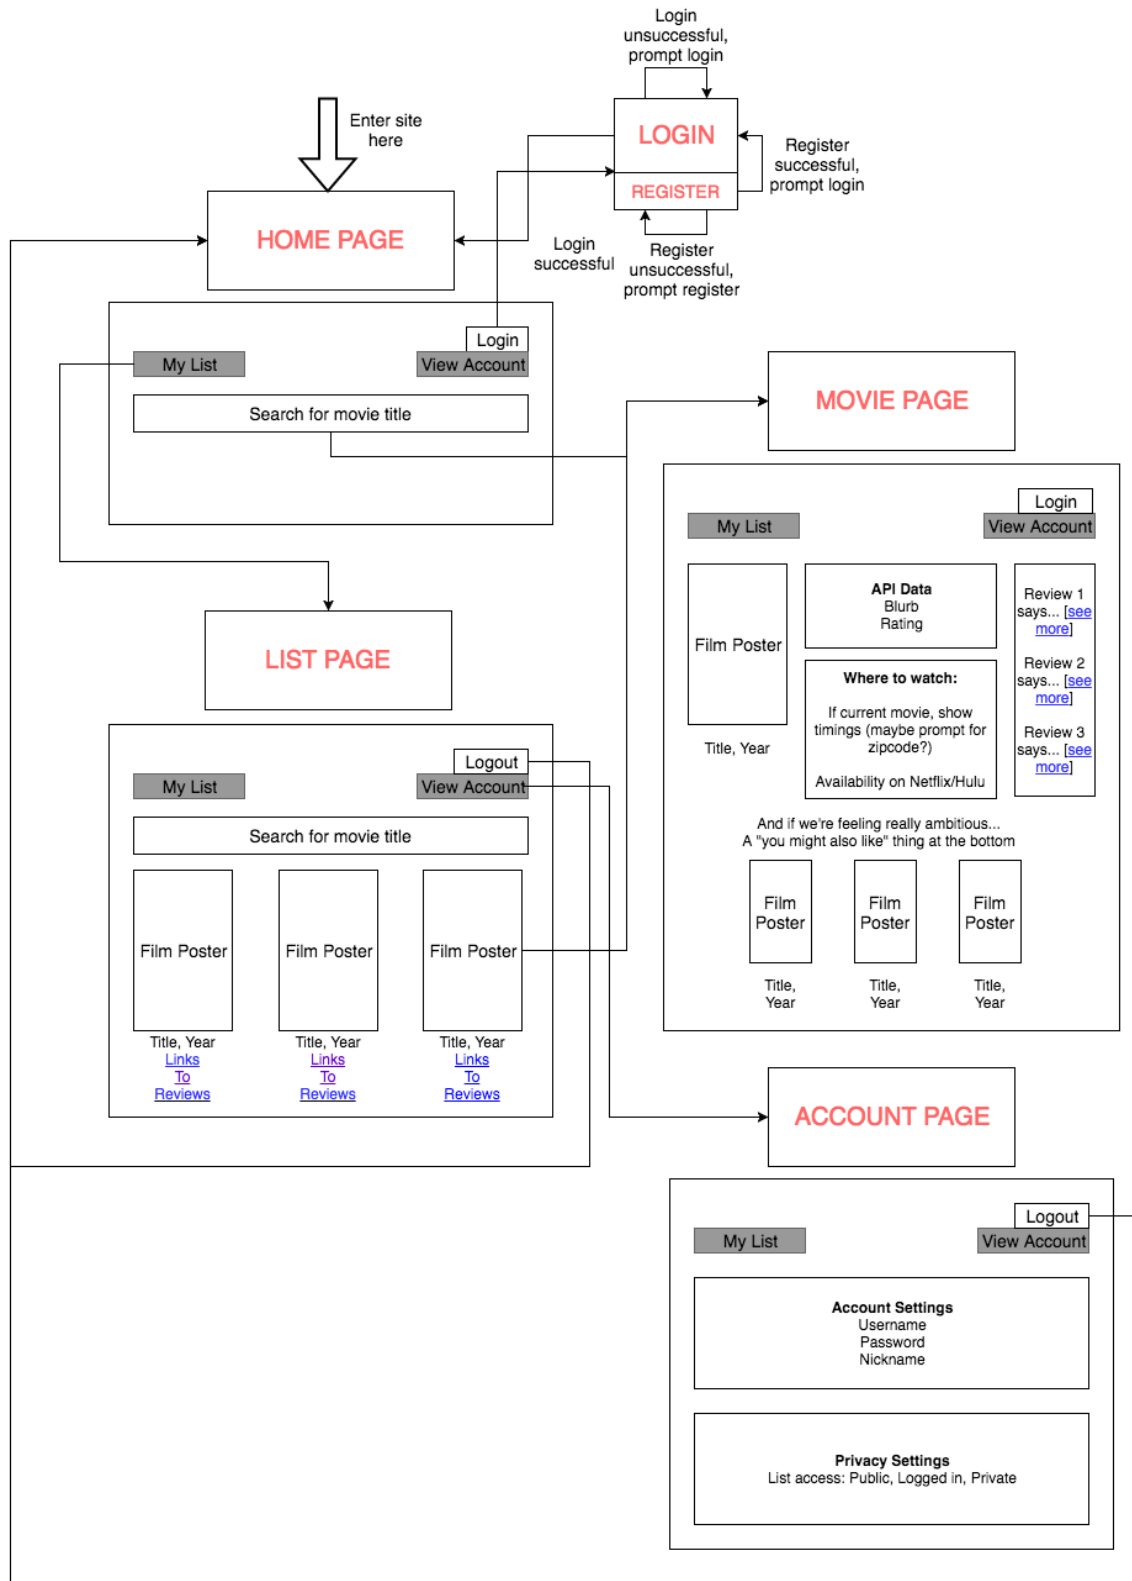 Login
unsuccessful,
prompt login
Enter site
here
LOGIN
REGISTER
Register
successful,
prompt login
HOME PAGE
Login
successful
Register
unsuccessful,
prompt register
Login
My List
View Account
Search for movie title
MOVIE PAGE
Login
My List
View Account
Film Poster
Title, Year
API Data
Blurb
Rating
Where to watch:
If current movie, show
timings (maybe prompt for
zipcode?)
Availability on Netflix/Hulu
Review 1
says... [see
more]
Review 2
says... [see
more]
Review 3
says... [see
more]
And if we're feeling really ambitious...
A "you might also like" thing at the bottom
Film
Poster
Title,
Year
Film
Poster
Title,
Year
Film
Poster
Title,
Year
LIST PAGE
Logout
My List
View Account
Search for movie title
Film Poster
Title, Year
Links
To
Reviews
Film Poster
Title, Year
Links
To
Reviews
Film Poster
Title, Year
Links
To
Reviews
ACCOUNT PAGE
Logout
My List
View Account
Account Settings
Username
Password
Nickname
Privacy Settings
List access: Public, Logged in, Private